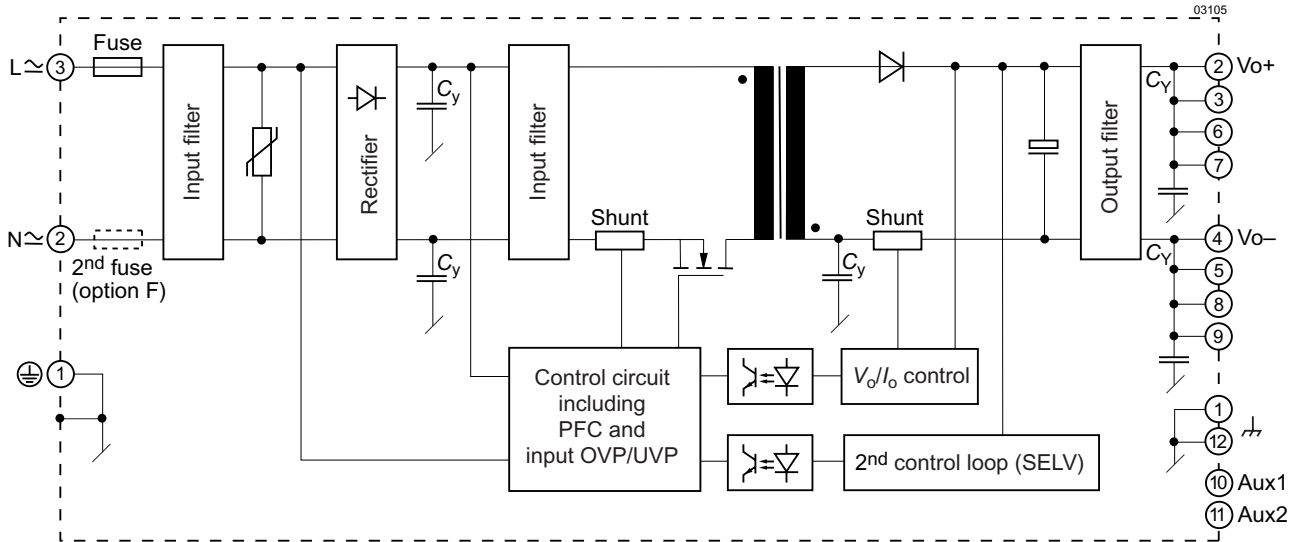 03105
Fuse
L
3
Input filter
Rectifier
Cy
Input filter
CY
2
Vo+
3
6
7
Output filter
Shunt
Shunt
N
2
2nd fuse
(option F)
Cy
Cy
CY
4
Vo–
5
8
9
1
Control circuit
including
PFC and
input OVP/UVP
Vo/Io control
2nd control loop (SELV)
1
12
10
Aux1
11
Aux2